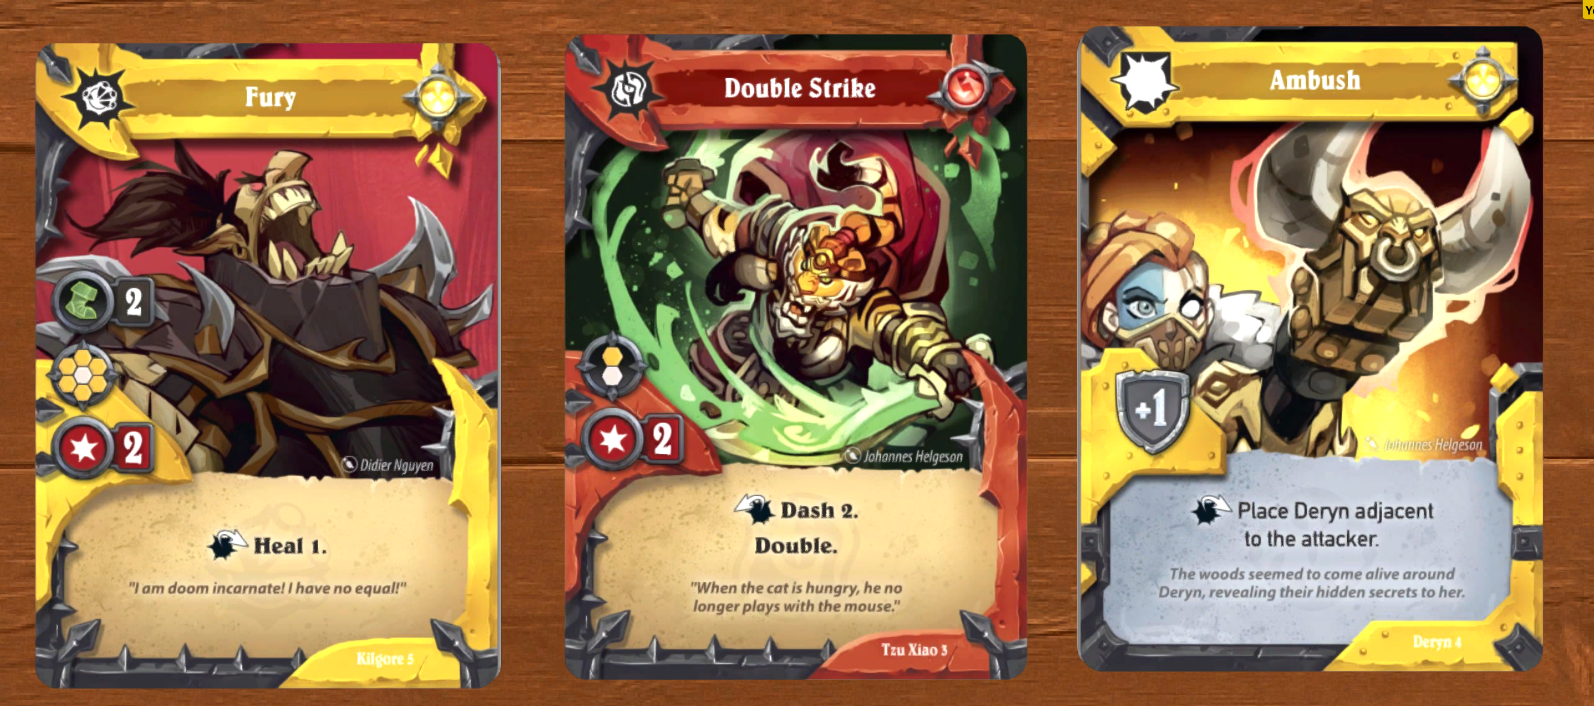 Fury
2
2
Didier Nguyen
Heal 1.
"I am doom incarnate! I have no equal!"
Kilgore 5
Double Strike
2
Johannes Helgeson
Dash 2.
Double.
"When the cat is hungry, he no
longer plays with the mouse."
Tzu Xiao 3
Ambush
+1
Johannes Helgeson
Place Deryn adjacent
to the attacker.
The woods seemed to come alive around
Deryn, revealing their hidden secrets to her.
Deryn 4